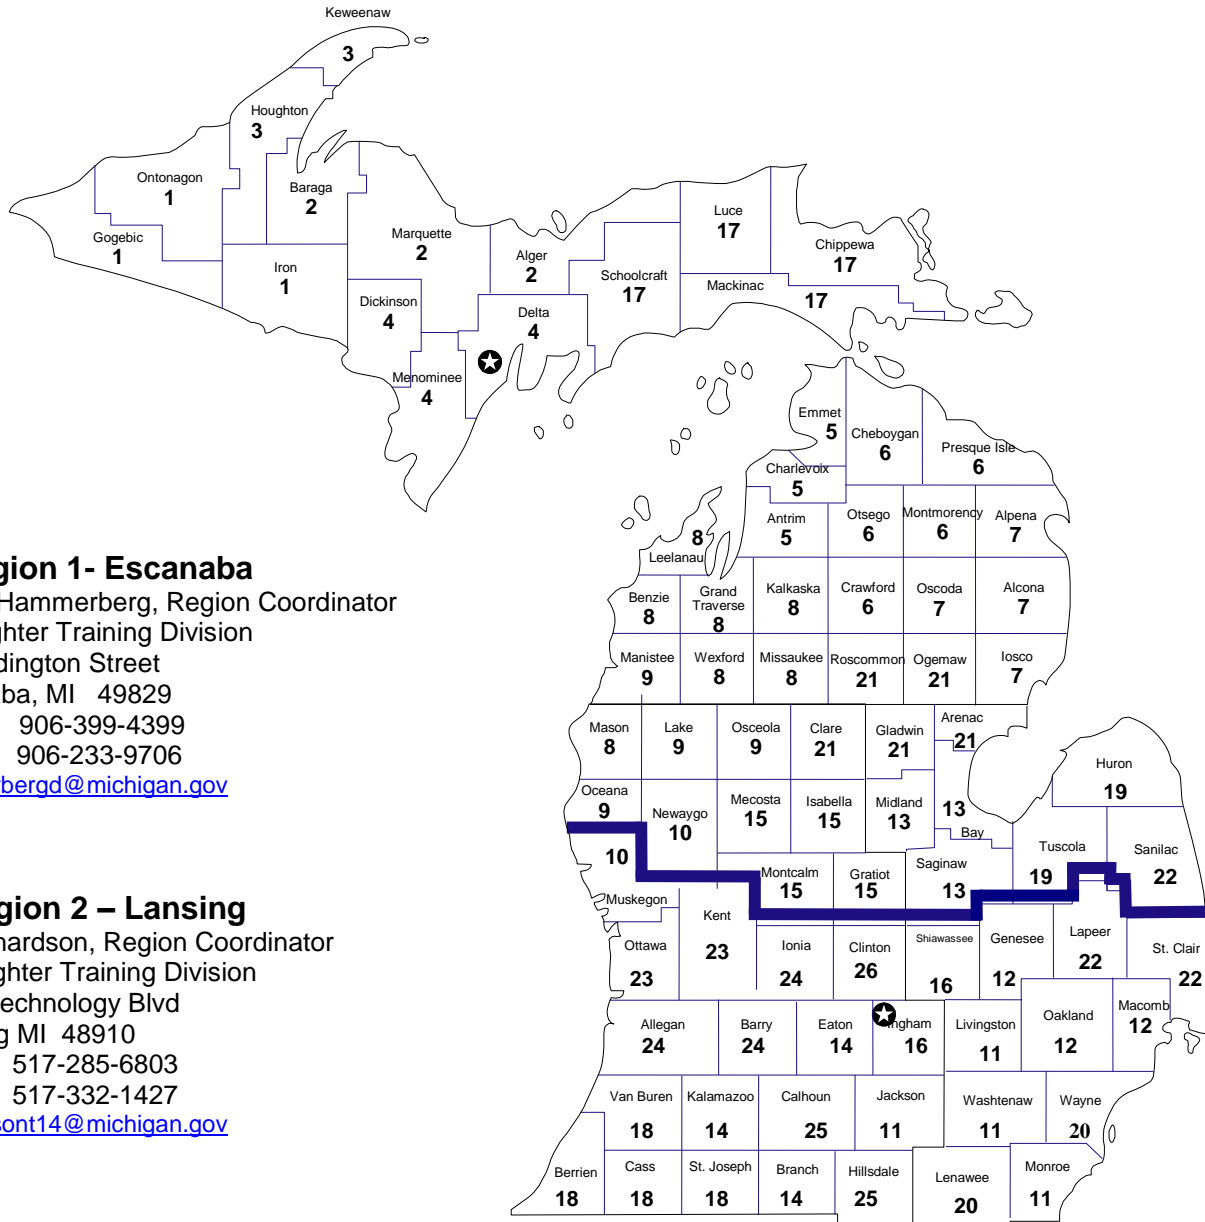 Keweenaw
3
Houghton
3
Ontonagon
1
Baraga
2
Gogebic
1
Iron
1
Marquette
2
Dickinson
4
Menominee
4
Alger
2
Delta
4
Schoolcraft
17
Luce
17
Chippewa
17
Mackinac
17
Emmet
5
Cheboygan
6
Presque Isle
6
Charlevoix
5
Antrim
5
Otsego
6
Montmorency
6
Alpena
7
8
Leelanau
Benzie
8
Grand
Traverse
8
Kalkaska
8
Crawford
6
Oscoda
7
Alcona
7
Manistee
9
Wexford
8
Missaukee
8
Roscommon
21
Ogemaw
21
Iosco
7
Mason
8
Lake
9
Osceola
9
Clare
21
Gladwin
21
Arenac
21
Huron
19
Oceana
9
Newaygo
10
Mecosta
15
Isabella
15
Midland
13
13
Bay
Tuscola
19
Sanilac
22
10
Muskegon
Montcalm
15
Gratiot
15
Saginaw
13
Kent
23
Ottawa
23
Ionia
24
Clinton
26
Shiawassee
16
Genesee
12
Lapeer
22
St. Clair
22
Allegan
24
Barry
24
Eaton
14
ngham
16
Livingston
11
Oakland
12
Macomb
12
Van Buren
18
Kalamazoo
14
Calhoun
25
Jackson
11
Washtenaw
11
Wayne
20
Berrien
18
Cass
18
St. Joseph
18
Branch
14
Hillsdale
25
Lenawee
20
Monroe
11
gion 1- Escanaba
Hammerberg, Region Coordinator
ghter Training Division
dington Street
ba, MI 49829
906-399-4399
906-233-9706
rbergd@michigan.gov
gion 2 – Lansing
hardson, Region Coordinator
ghter Training Division
echnology Blvd
g MI 48910
517-285-6803
517-332-1427
sont14@michigan.gov